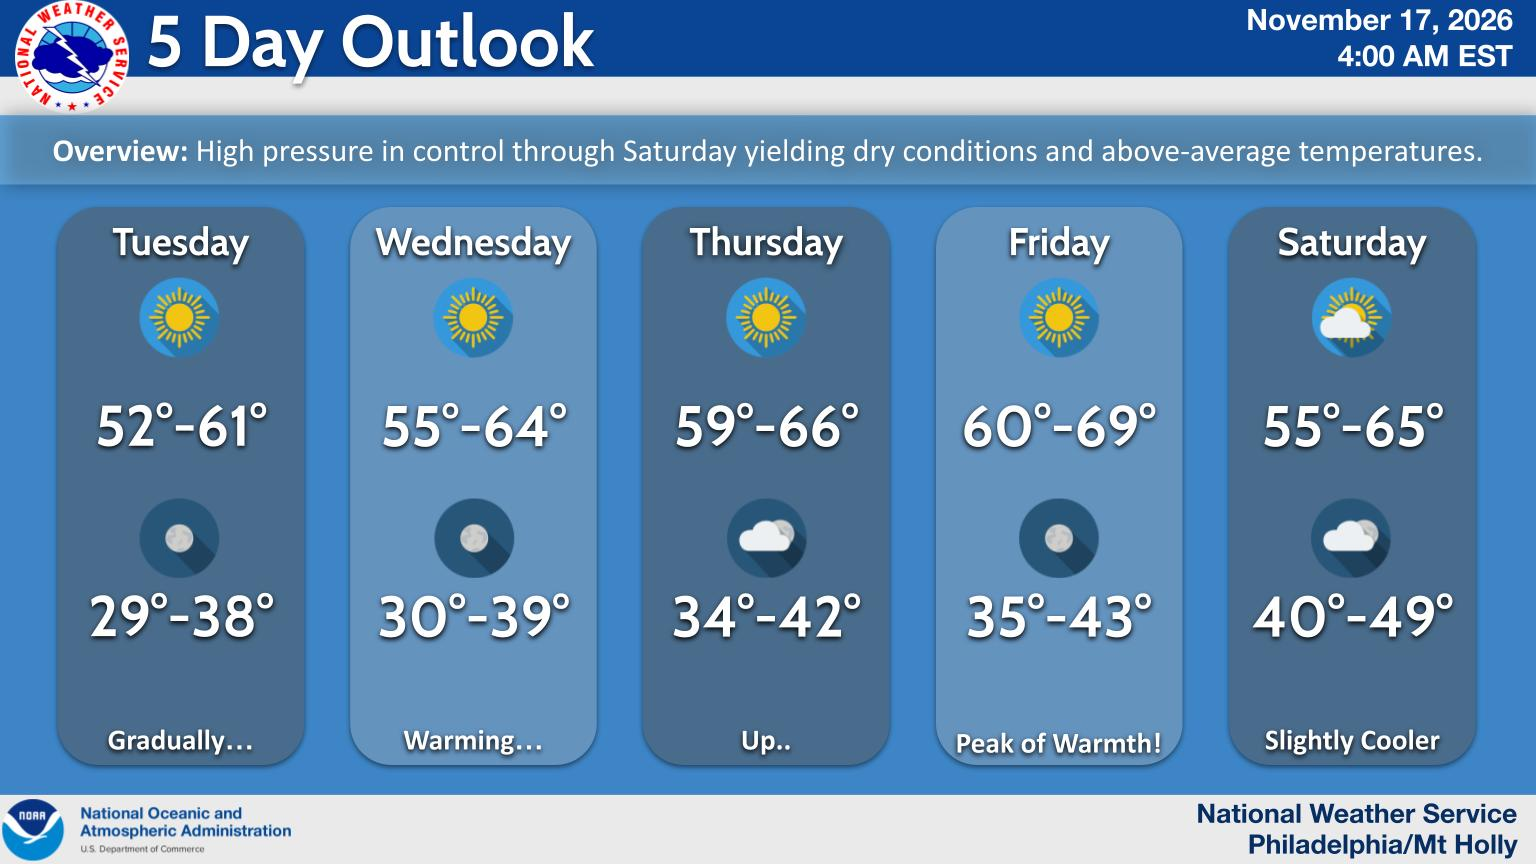 NATIONAL WEATHER SERVICE
5 Day Outlook
November 17, 2026
4:00 AM EST
Overview: High pressure in control through Saturday yielding dry conditions and above-average temperatures.
Tuesday
Wednesday
Thursday
Friday
Saturday
52°-61°
55°-64°
59°-66°
60°-69°
55°-65°
29°-38°
30°-39°
34°-42°
35°-43°
40°-49°
Gradually...
Warming...
Up..
Peak of Warmth!
Slightly Cooler
NOAA
National Oceanic and
Atmospheric Administration
U.S. Department of Commerce
National Weather Service
Philadelphia/Mt Holly